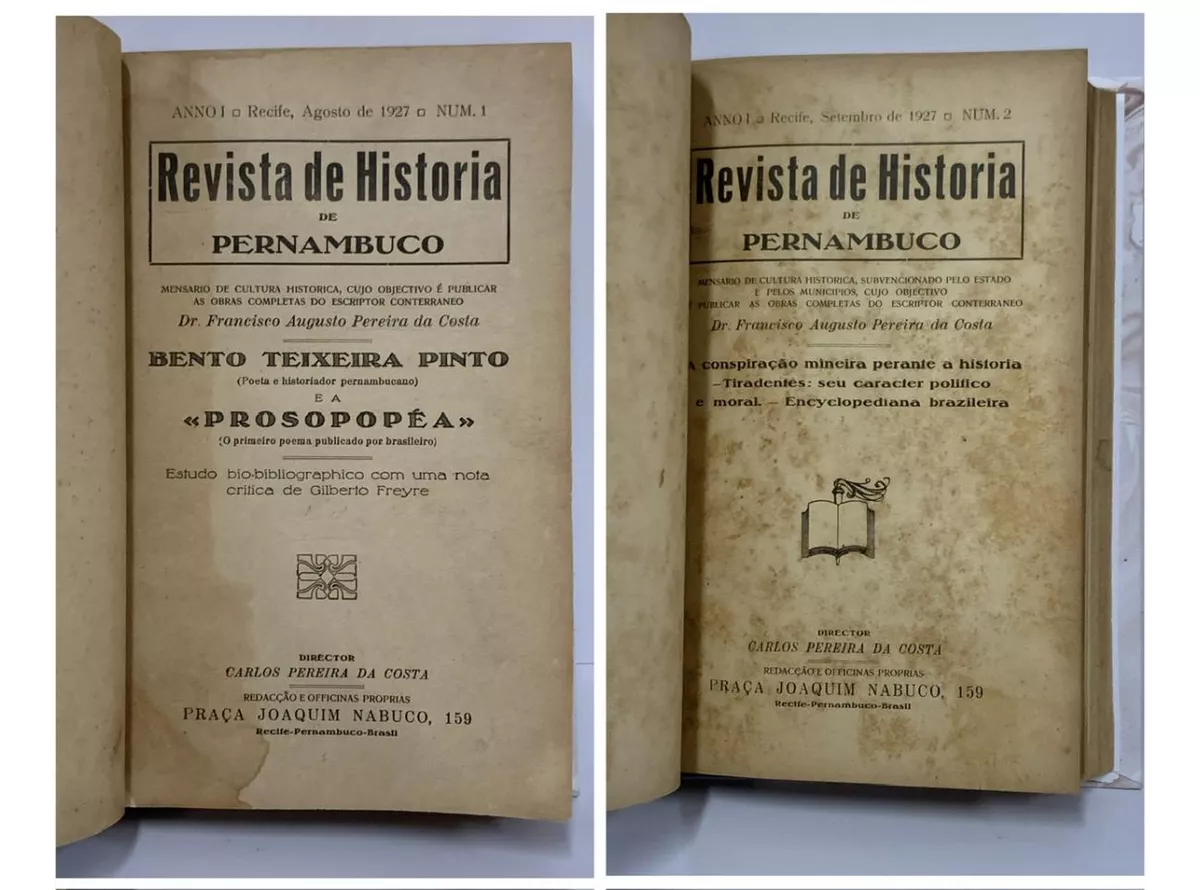 ANNO I □ Recife, Agosto de 1927 □ NUM. 1
Revista de Historia
DE
PERNAMBUCO
MENSARIO DE CULTURA HISTORICA, CUJO OBJECTIVO É PUBLICAR
AS OBRAS COMPLETAS DO ESCRIPTOR CONTERRANEO
Dr. Francisco Augusto Pereira da Costa
BENTO TEIXEIRA PINTO
(Poeta e historiador pernambucano)
E A
«PROSOPOPÉA»
(O primeiro poema publicado por brasileiro)
Estudo bio-bibliographico com uma nota
critica de Gilberto Freyre
DIRECTOR
CARLOS PEREIRA DA COSTA
REDACÇÃO E OFFICINAS PROPRIAS
PRAÇA JOAQUIM NABUCO, 159
Recife-Pernambuco-Brasil
ANNO I □ Recife, Setembro de 1927 □ NUM. 2
Revista de Historia
DE
PERNAMBUCO
MENSARIO DE CULTURA HISTORICA, SUBVENCIONADO PELO ESTADO
E PELOS MUNICIPIOS, CUJO OBJECTIVO
É PUBLICAR AS OBRAS COMPLETAS DO ESCRIPTOR CONTERRANEO
Dr. Francisco Augusto Pereira da Costa
A conspiração mineira perante a historia
—Tiradentes: seu caracter politico
e moral. — Encyclopediana brazileira
DIRECTOR
CARLOS PEREIRA DA COSTA
REDACÇÃO E OFFICINAS PROPRIAS
PRAÇA JOAQUIM NABUCO, 159
Recife-Pernambuco-Brasil